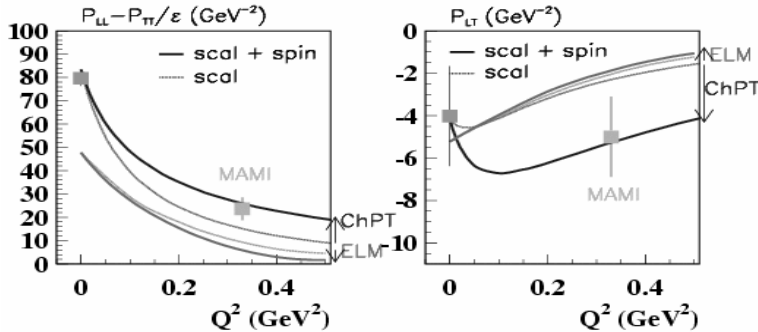 P_LL−P_TT/ε (GeV⁻²)
100
90
80
70
60
50
40
30
20
10
0
scal + spin
scal
MAMI
ChPT
ELM
0
0.2
0.4
Q² (GeV²)
P_LT (GeV⁻²)
-2
-4
-6
-8
-10
scal + spin
scal
ELM
ChPT
MAMI
0
0.2
0.4
Q² (GeV²)